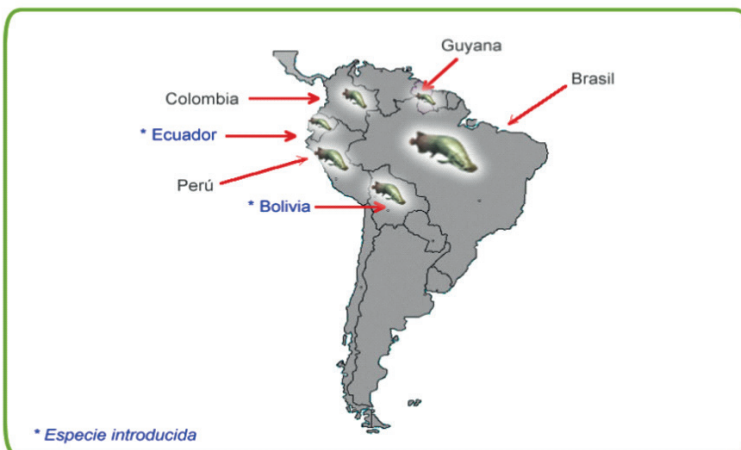 Guyana
Brasil
Colombia
* Ecuador
Perú
* Bolivia
* Especie introducida